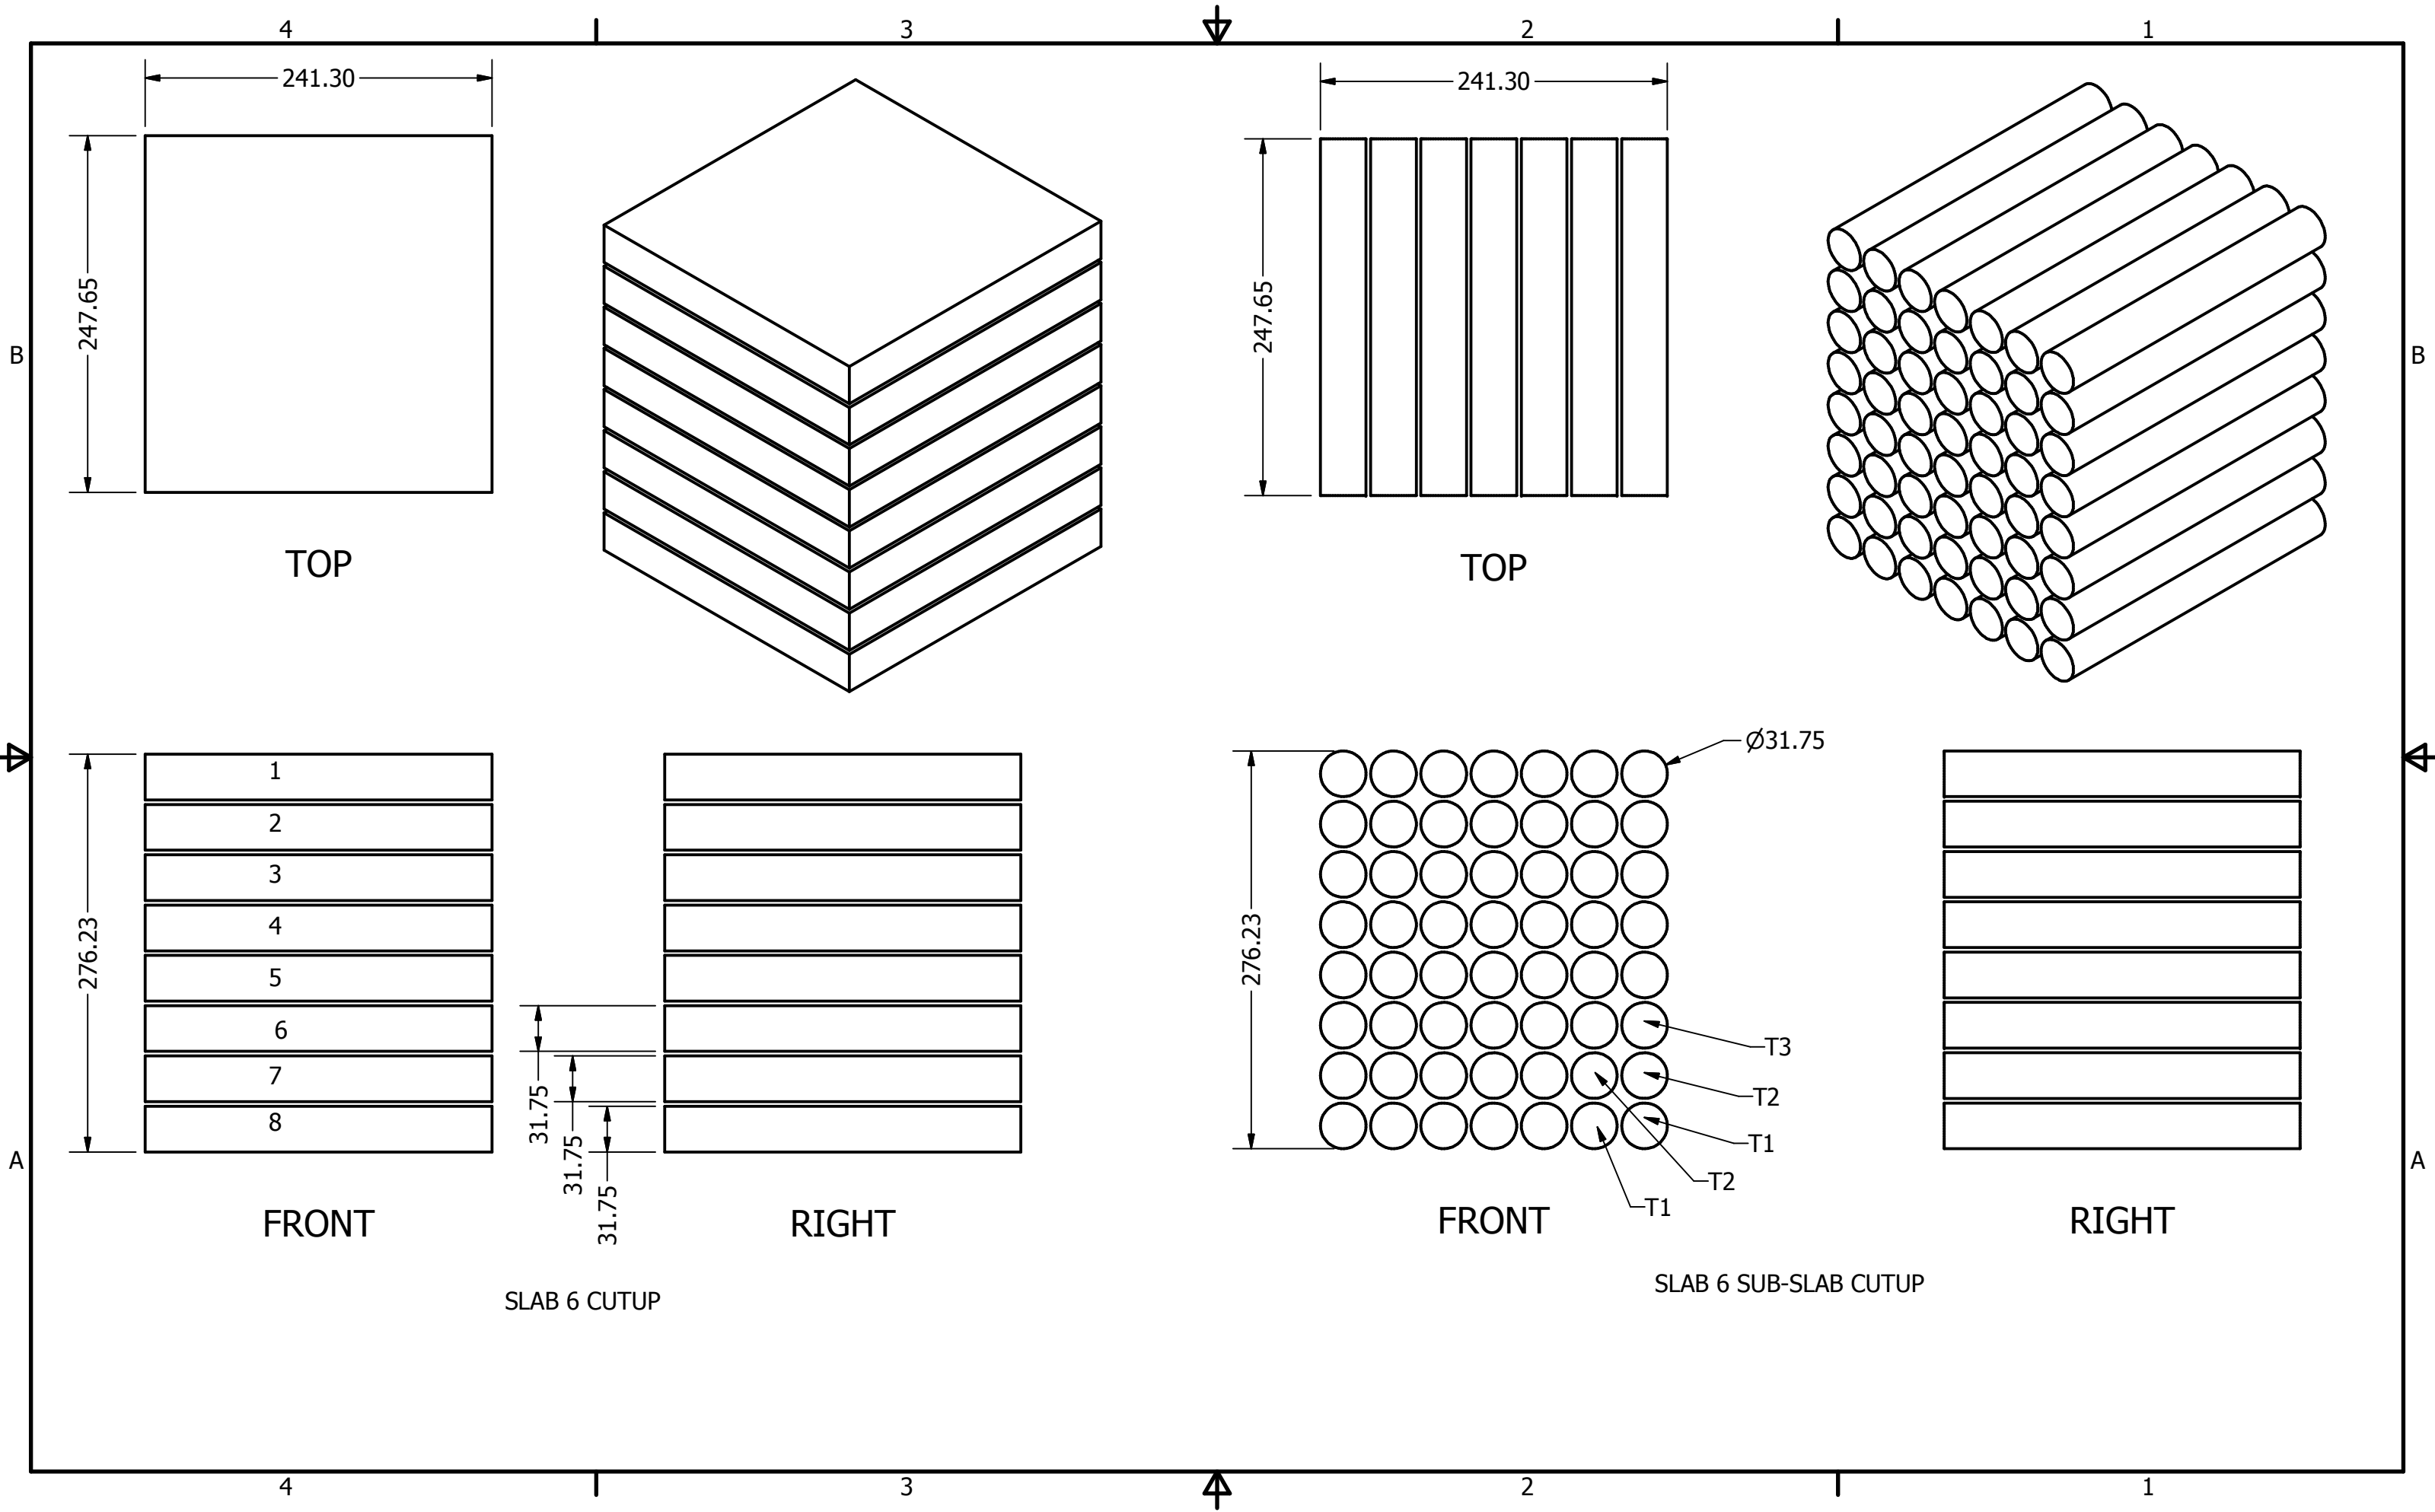 4 3 2 1
241.30 241.30
247.65 247.65
B B
TOP TOP
276.23
1
2
3
4
5
6
7
8
31.75
31.75
31.75
Ø31.75
276.23
T3
T2
T1
T2
T1
A A
FRONT RIGHT FRONT RIGHT
SLAB 6 CUTUP
SLAB 6 SUB-SLAB CUTUP
4 3 2 1